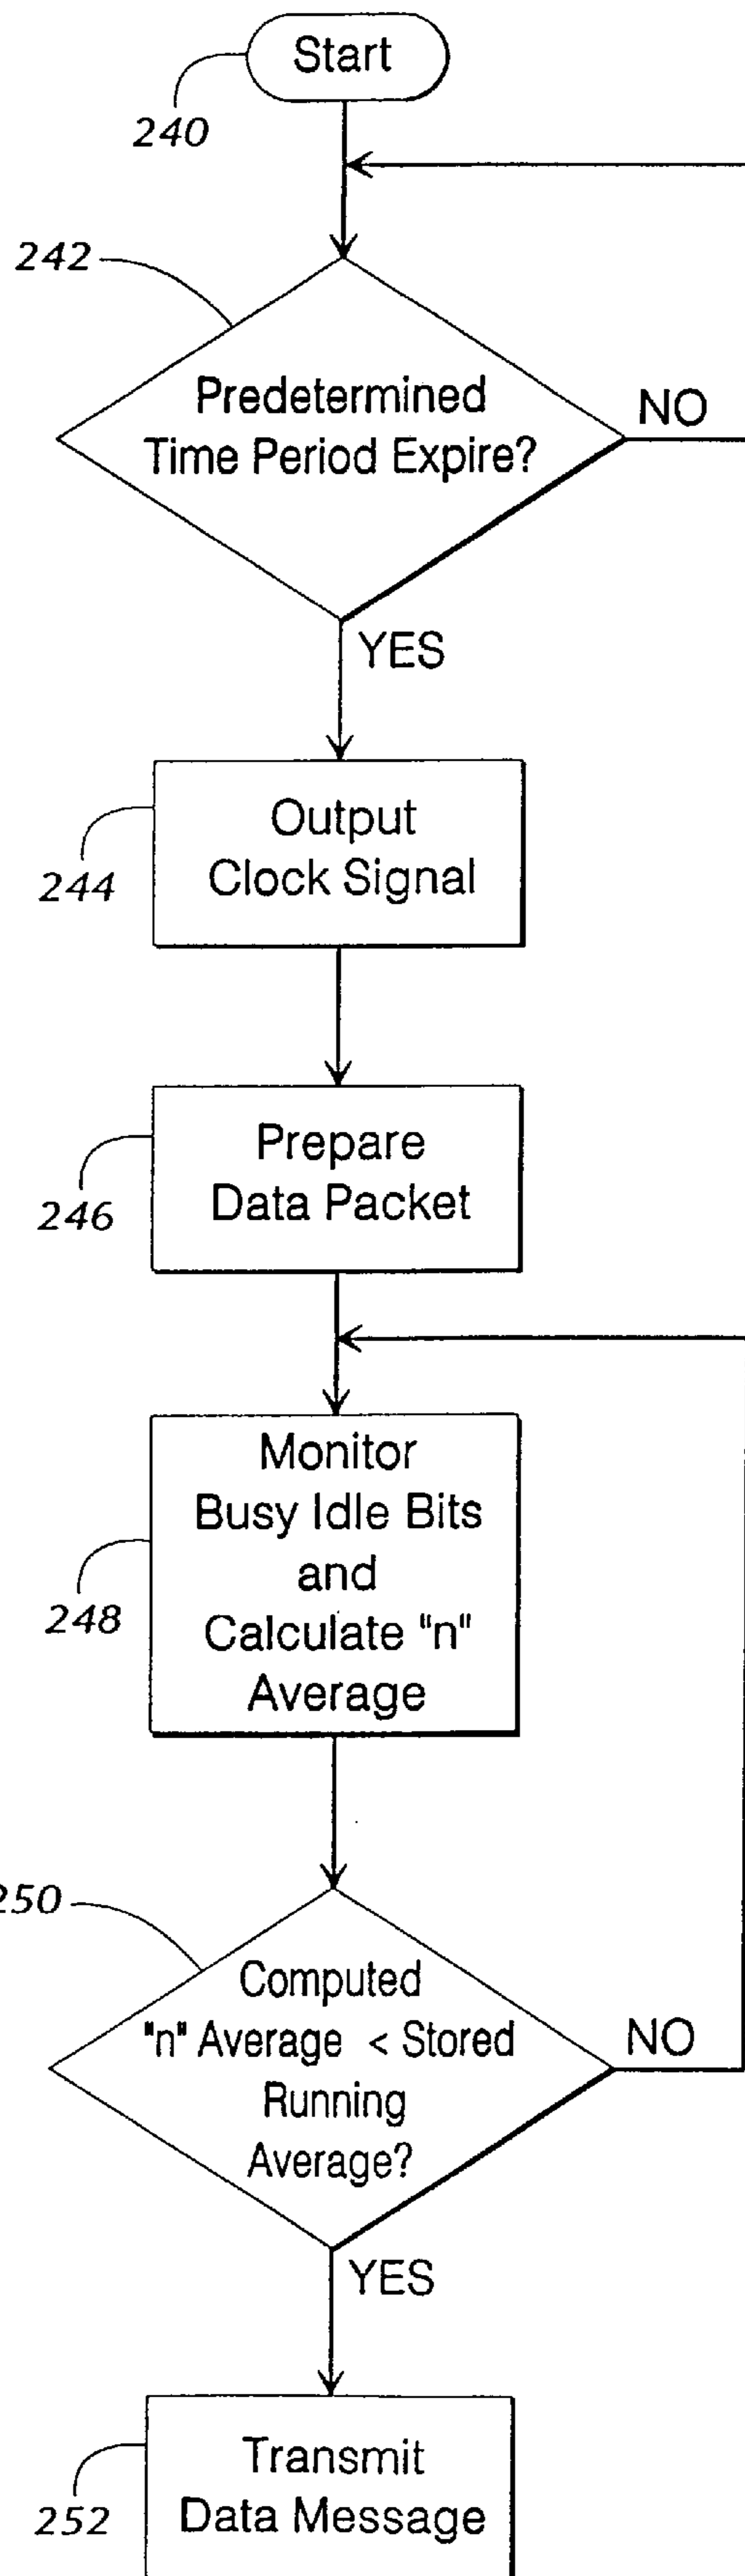 Start
240
242
Predetermined
Time Period Expire?
NO
YES
Output
Clock Signal
244
Prepare
Data Packet
246
Monitor
Busy Idle Bits
and
Calculate "n"
Average
248
250
Computed
"n" Average < Stored
Running
Average?
NO
YES
Transmit
Data Message
252